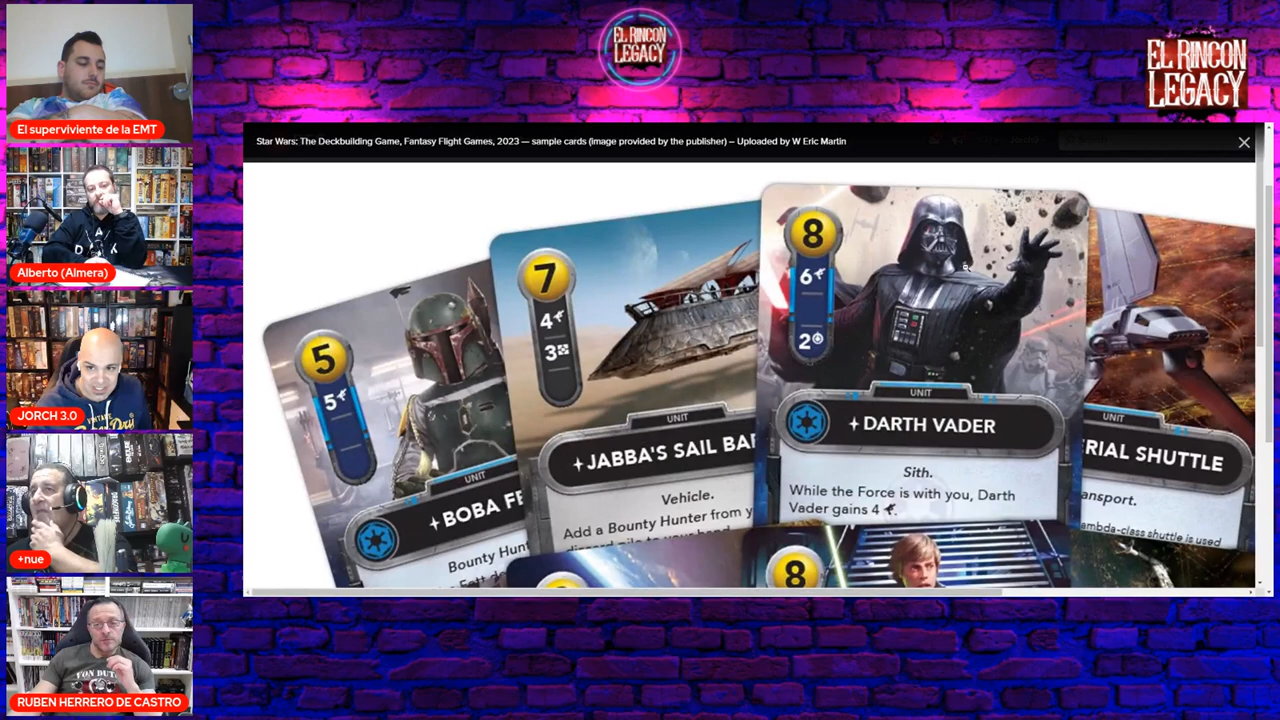 EL RINCON
LEGACY
EL RINCON
LEGACY
El superviviente de la EMT
Alberto (Almera)
JORCH 3.0
+nue
RUBEN HERRERO DE CASTRO
Star Wars: The Deckbuilding Game, Fantasy Flight Games, 2023 — sample cards (image provided by the publisher) – Uploaded by W Eric Martin
5
5
UNIT
BOBA FE
Bounty Hun
7
4
3
UNIT
JABBA'S SAIL BA
Vehicle.
Add a Bounty Hunter from y
8
6
2
UNIT
DARTH VADER
Sith.
While the Force is with you, Darth
Vader gains 4
UNIT
ERIAL SHUTTLE
ansport.
ambda-class shuttle is used
8
VON DUT